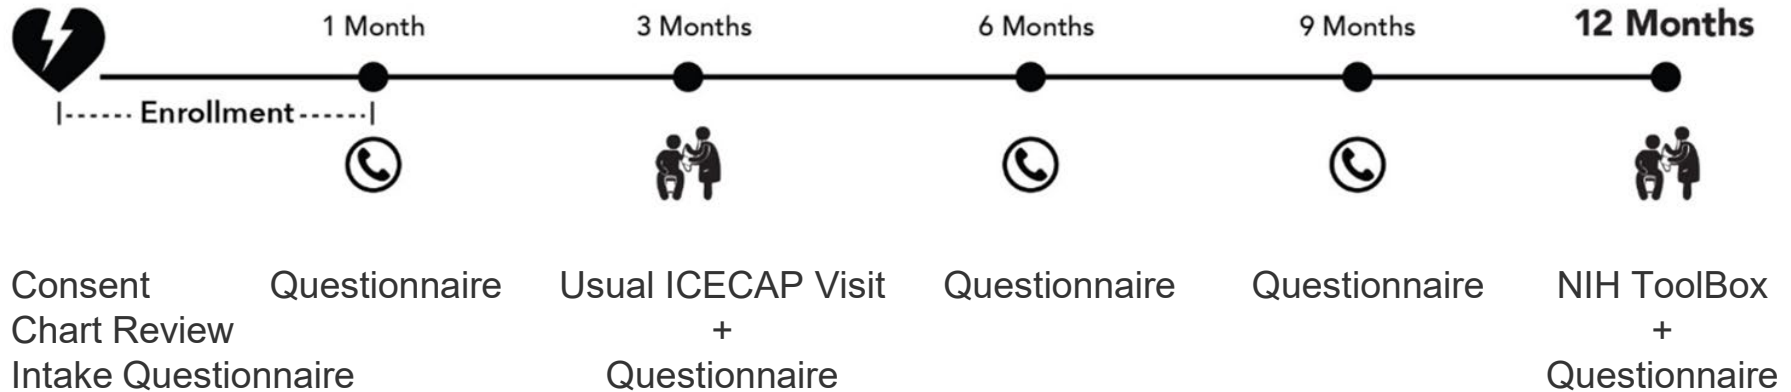 1 Month
3 Months
6 Months
9 Months
12 Months
|------ Enrollment ------|
Consent
Chart Review
Intake Questionnaire
Questionnaire
Usual ICECAP Visit
+
Questionnaire
Questionnaire
Questionnaire
NIH ToolBox
+
Questionnaire